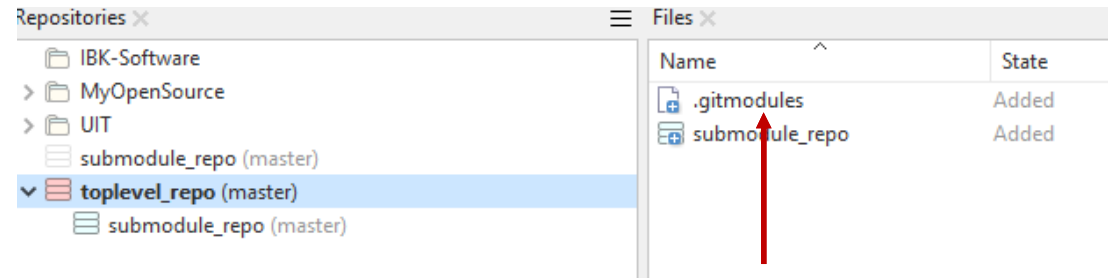 Repositories
IBK-Software
MyOpenSource
UIT
submodule_repo (master)
toplevel_repo (master)
submodule_repo (master)
Files
Name State
.gitmodules Added
submodule_repo Added